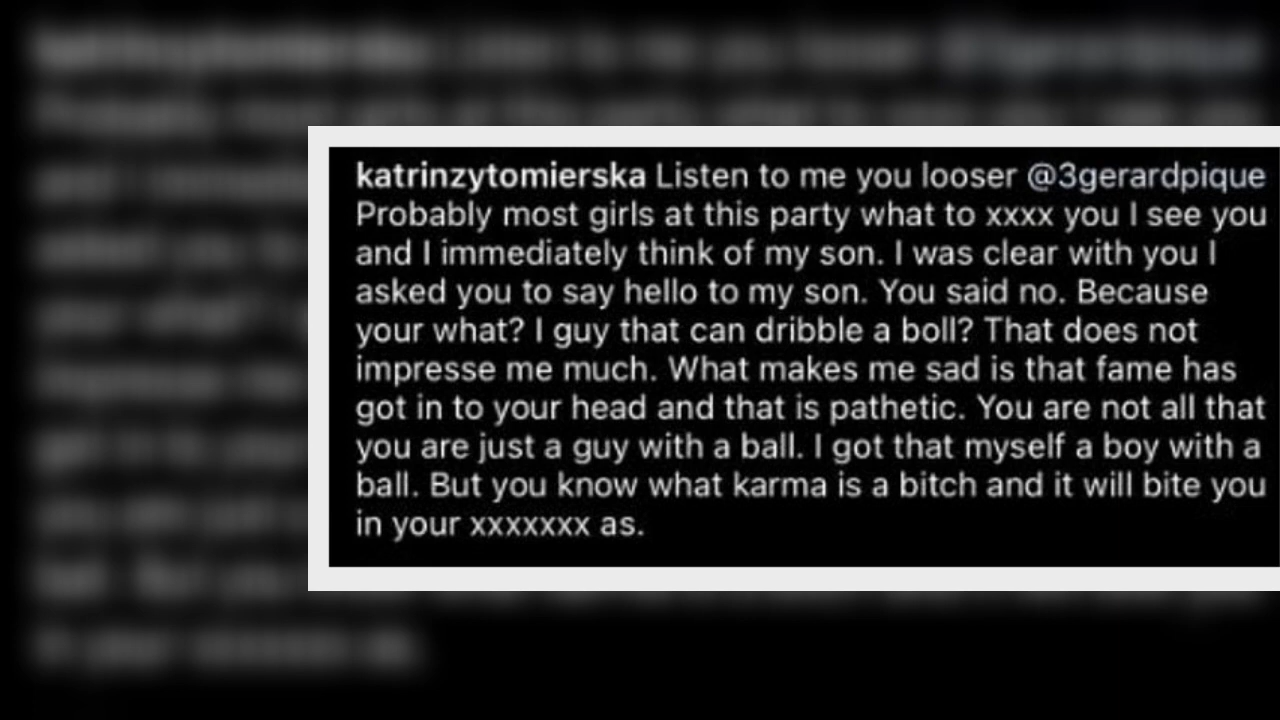 katrinzytomierska Listen to me you looser @3gerardpique
Probably most girls at this party what to xxxx you I see you
and I immediately think of my son. I was clear with you I
asked you to say hello to my son. You said no. Because
your what? I guy that can dribble a boll? That does not
impresse me much. What makes me sad is that fame has
got in to your head and that is pathetic. You are not all that
you are just a guy with a ball. I got that myself a boy with a
ball. But you know what karma is a bitch and it will bite you
in your xxxxxxx as.